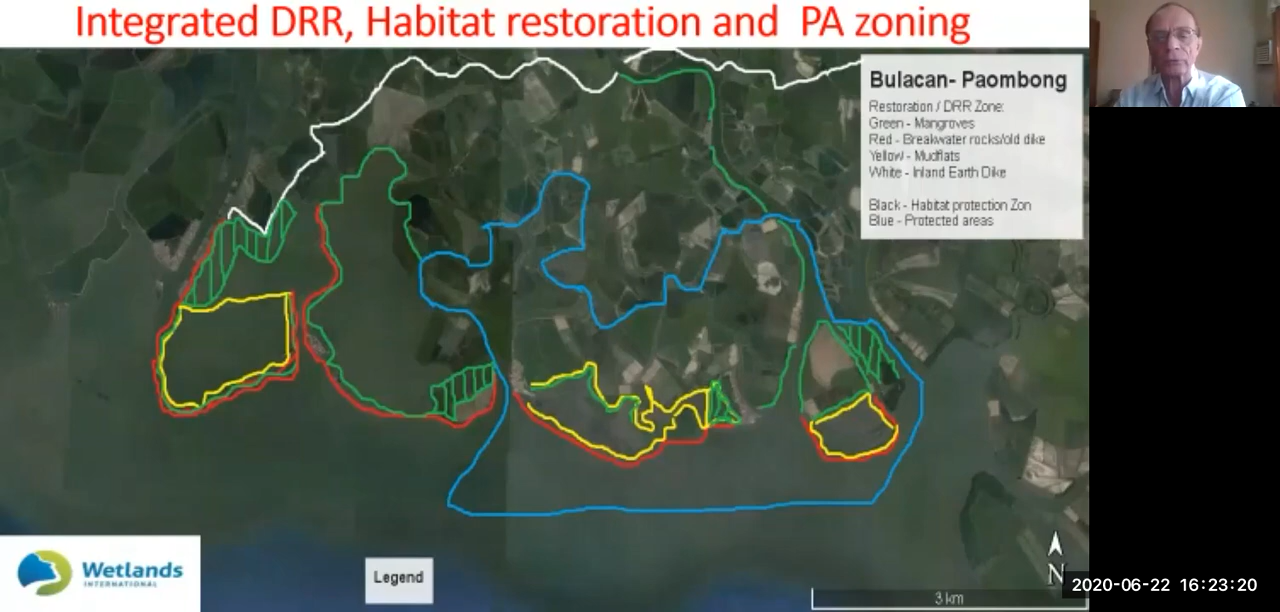 Integrated DRR, Habitat restoration and PA zoning
Bulacan- Paombong
Restoration / DRR Zone:
Green - Mangroves
Red - Breakwater rocks/old dike
Yellow - Mudflats
White - Inland Earth Dike
Black - Habitat protection Zon
Blue - Protected areas
Wetlands
INTERNATIONAL
Legend
N
3 km
2020-06-22 16:23:20